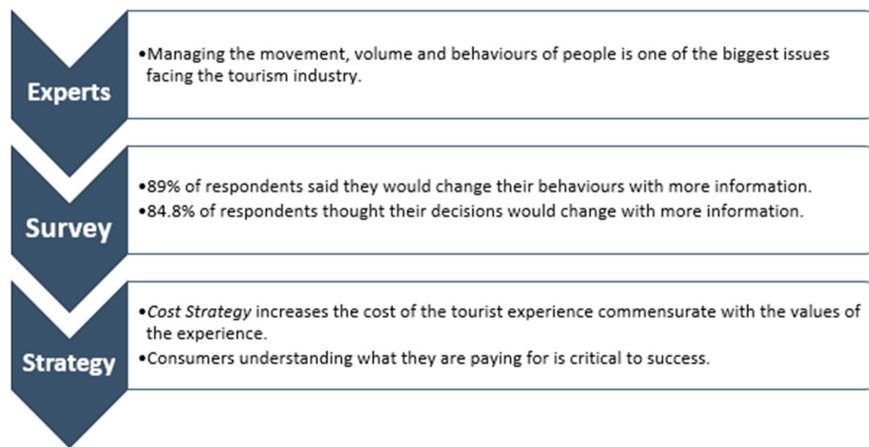 Experts
•Managing the movement, volume and behaviours of people is one of the biggest issues
facing the tourism industry.
Survey
•89% of respondents said they would change their behaviours with more information.
•84.8% of respondents thought their decisions would change with more information.
Strategy
•Cost Strategy increases the cost of the tourist experience commensurate with the values of
the experience.
•Consumers understanding what they are paying for is critical to success.